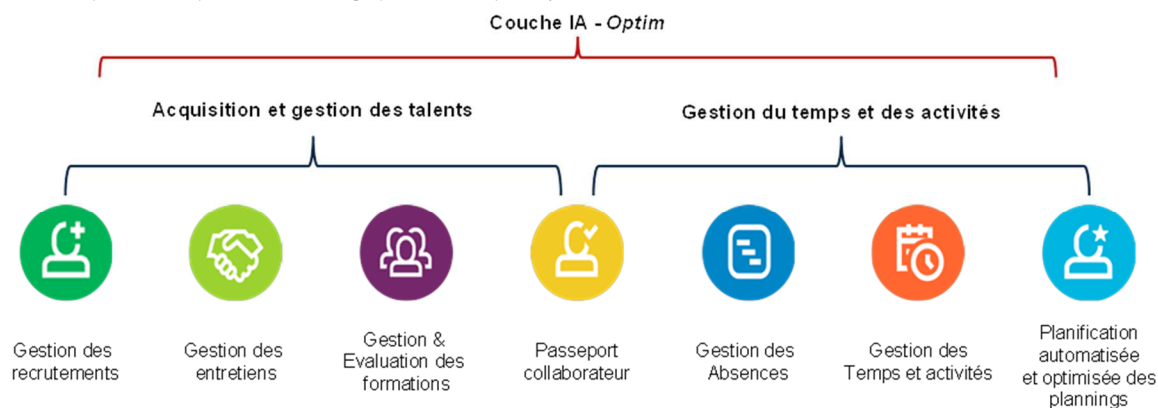 Couche IA - Optim
Acquisition et gestion des talents
Gestion du temps et des activités
Gestion des
recrutements
Gestion des
entretiens
Gestion &
Evaluation des
formations
Passeport
collaborateur
Gestion des
Absences
Gestion des
Temps et activités
Planification
automatisée
et optimisée des
plannings